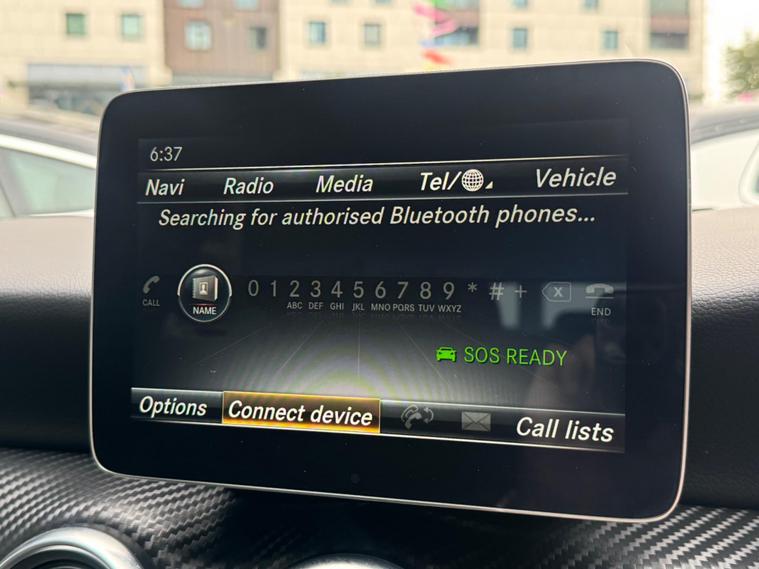 6:37
Navi Radio Media Tel/ Vehicle
Searching for authorised Bluetooth phones...
0 1 2 3 4 5 6 7 8 9 * # +
CALL NAME ABC DEF GHI JKL MNO PQRS TUV WXYZ END
SOS READY
Options Connect device Call lists